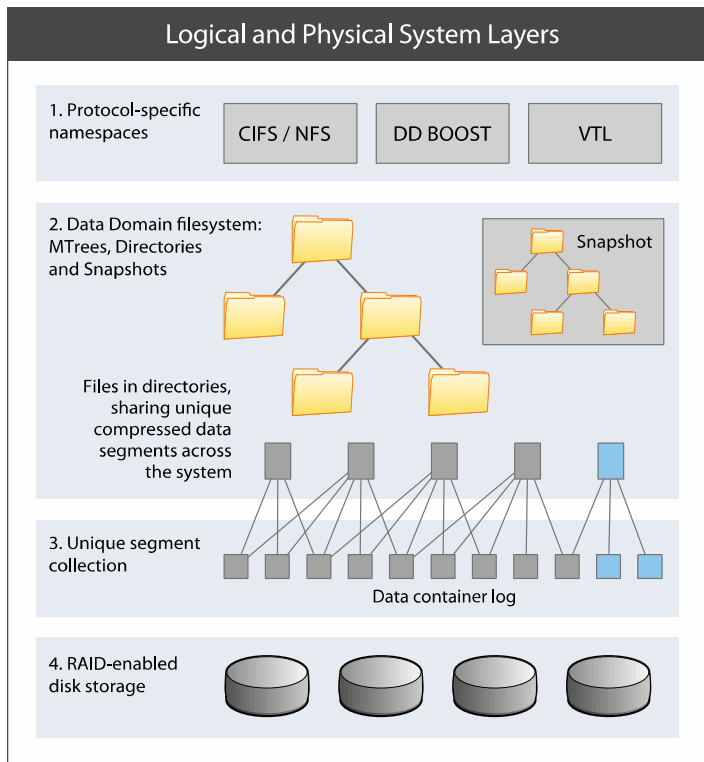 Logical and Physical System Layers
1. Protocol-specific
namespaces
CIFS / NFS
DD BOOST
VTL
2. Data Domain filesystem:
MTrees, Directories
and Snapshots
Snapshot
Files in directories,
sharing unique
compressed data
segments across
the system
3. Unique segment
collection
Data container log
4. RAID-enabled
disk storage